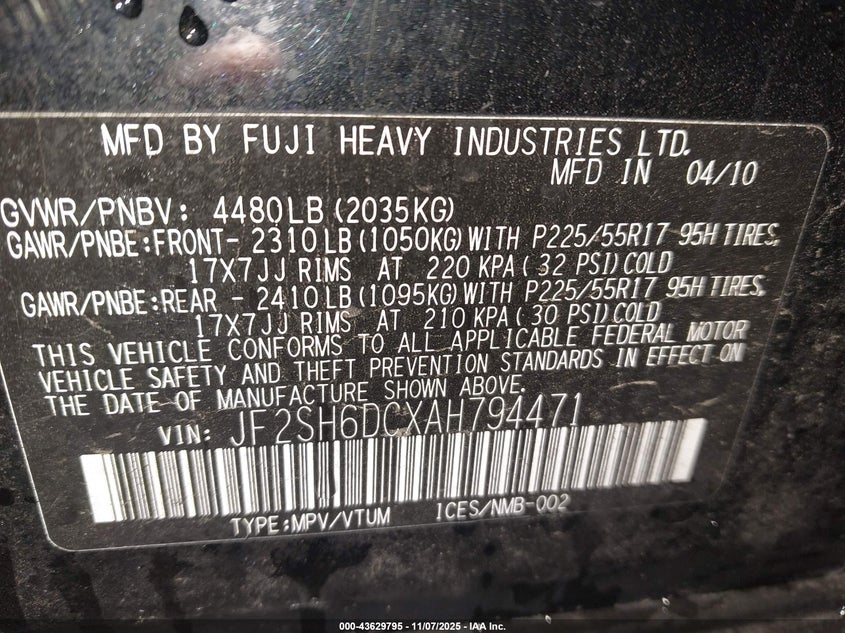 MFD BY FUJI HEAVY INDUSTRIES LTD.
MFD IN 04/10
GVWR/PNBV: 4480LB(2035KG)
GAWR/PNBE:FRONT- 2310LB(1050KG)WITH P225/55R17 95H TIRES,
17X7JJ RIMS AT 220 KPA(32 PSI)COLD
GAWR/PNBE:REAR - 2410LB(1095KG)WITH P225/55R17 95H TIRES,
17X7JJ RIMS AT 210 KPA(30 PSI)COLD
THIS VEHICLE CONFORMS TO ALL APPLICABLE FEDERAL MOTOR
VEHICLE SAFETY AND THEFT PREVENTION STANDARDS IN EFFECT ON
THE DATE OF MANUFACTURE SHOWN ABOVE.
VIN: JF2SH6DCXAH794471
TYPE:MPV/VTUM ICES/NMB-002
000-43629795 - 11/07/2025 - IAA Inc.